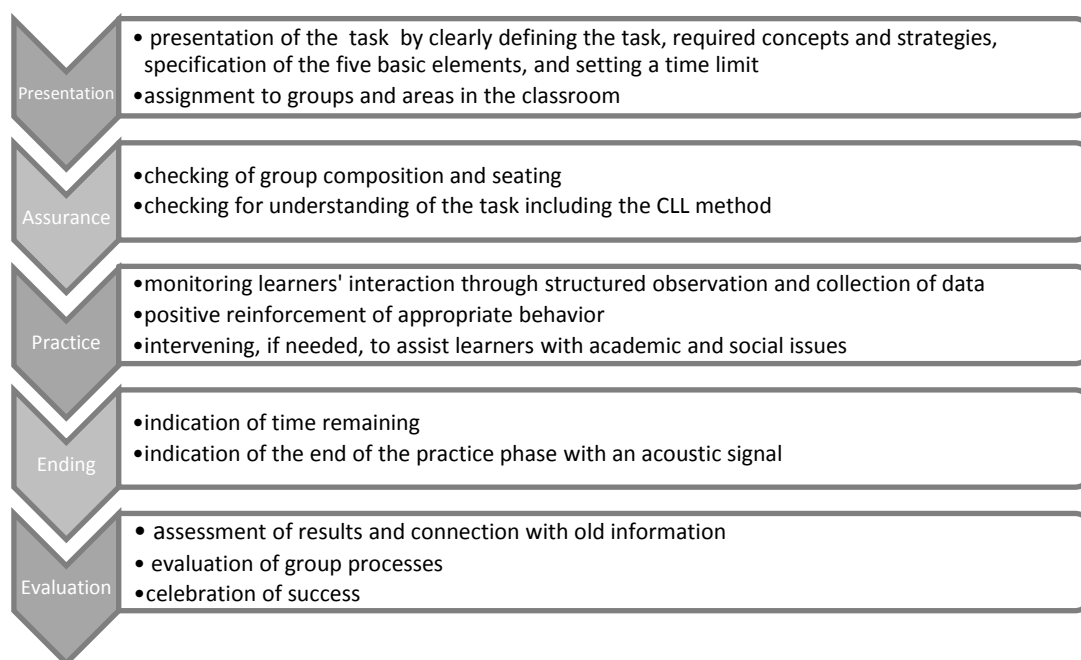 Presentation
• presentation of the task by clearly defining the task, required concepts and strategies,
specification of the five basic elements, and setting a time limit
•assignment to groups and areas in the classroom
Assurance
•checking of group composition and seating
•checking for understanding of the task including the CLL method
Practice
•monitoring learners' interaction through structured observation and collection of data
•positive reinforcement of appropriate behavior
•intervening, if needed, to assist learners with academic and social issues
Ending
•indication of time remaining
•indication of the end of the practice phase with an acoustic signal
Evaluation
• assessment of results and connection with old information
• evaluation of group processes
•celebration of success